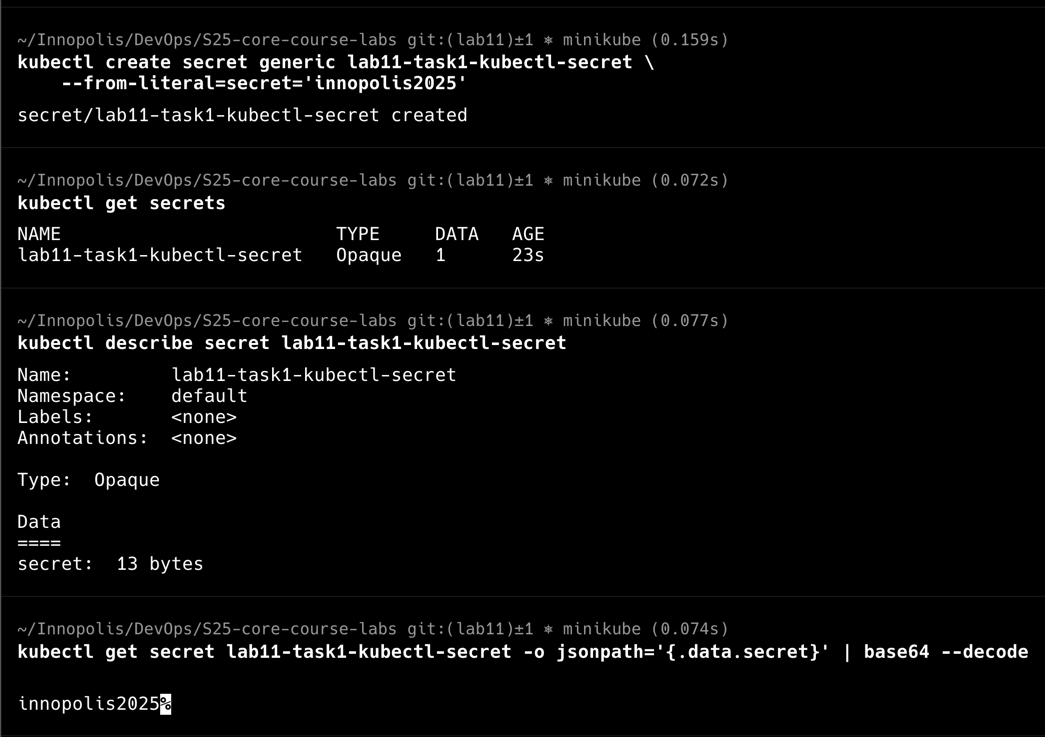 ~/Innopolis/DevOps/S25-core-course-labs git:(lab11)±1 ⎈ minikube (0.159s)
kubectl create secret generic lab11-task1-kubectl-secret \
    --from-literal=secret='innopolis2025'
secret/lab11-task1-kubectl-secret created
~/Innopolis/DevOps/S25-core-course-labs git:(lab11)±1 ⎈ minikube (0.072s)
kubectl get secrets
NAME                         TYPE     DATA   AGE
lab11-task1-kubectl-secret   Opaque   1      23s
~/Innopolis/DevOps/S25-core-course-labs git:(lab11)±1 ⎈ minikube (0.077s)
kubectl describe secret lab11-task1-kubectl-secret
Name:         lab11-task1-kubectl-secret
Namespace:    default
Labels:       <none>
Annotations:  <none>
Type:  Opaque
Data
====
secret:  13 bytes
~/Innopolis/DevOps/S25-core-course-labs git:(lab11)±1 ⎈ minikube (0.074s)
kubectl get secret lab11-task1-kubectl-secret -o jsonpath='{.data.secret}' | base64 --decode
innopolis2025%